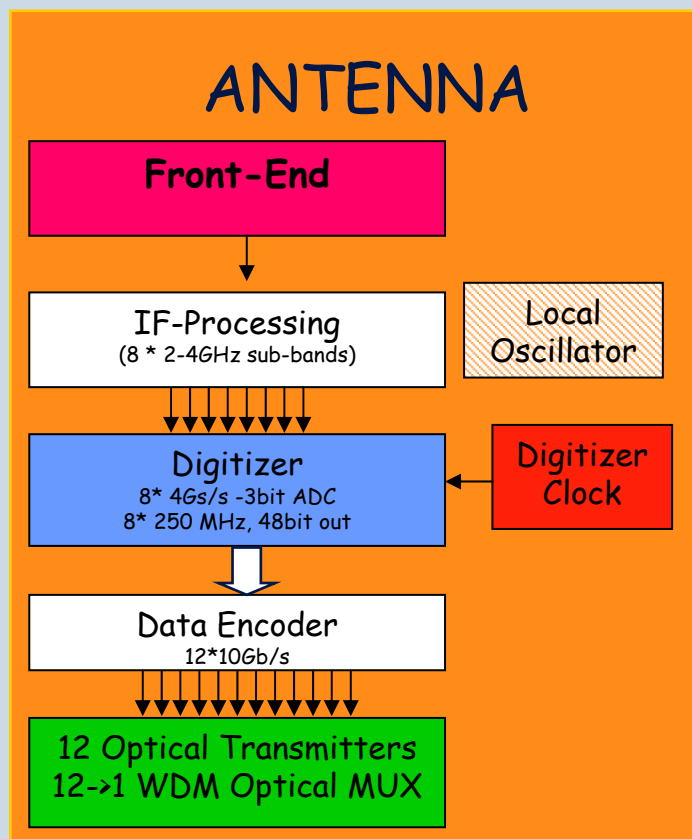 ANTENNA
Front-End
IF-Processing
(8 * 2-4GHz sub-bands)
Local
Oscillator
Digitizer
8* 4Gs/s -3bit ADC
8* 250 MHz, 48bit out
Digitizer
Clock
Data Encoder
12*10Gb/s
12 Optical Transmitters
12->1 WDM Optical MUX